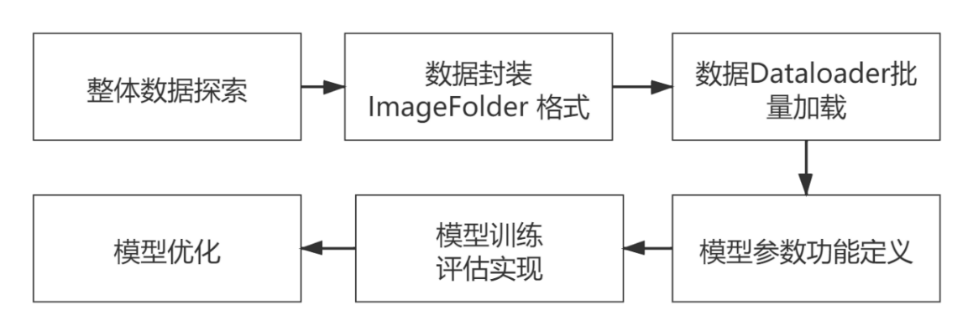 整体数据探索
数据封装
ImageFolder 格式
数据Dataloader批
量加载
模型参数功能定义
模型训练
评估实现
模型优化